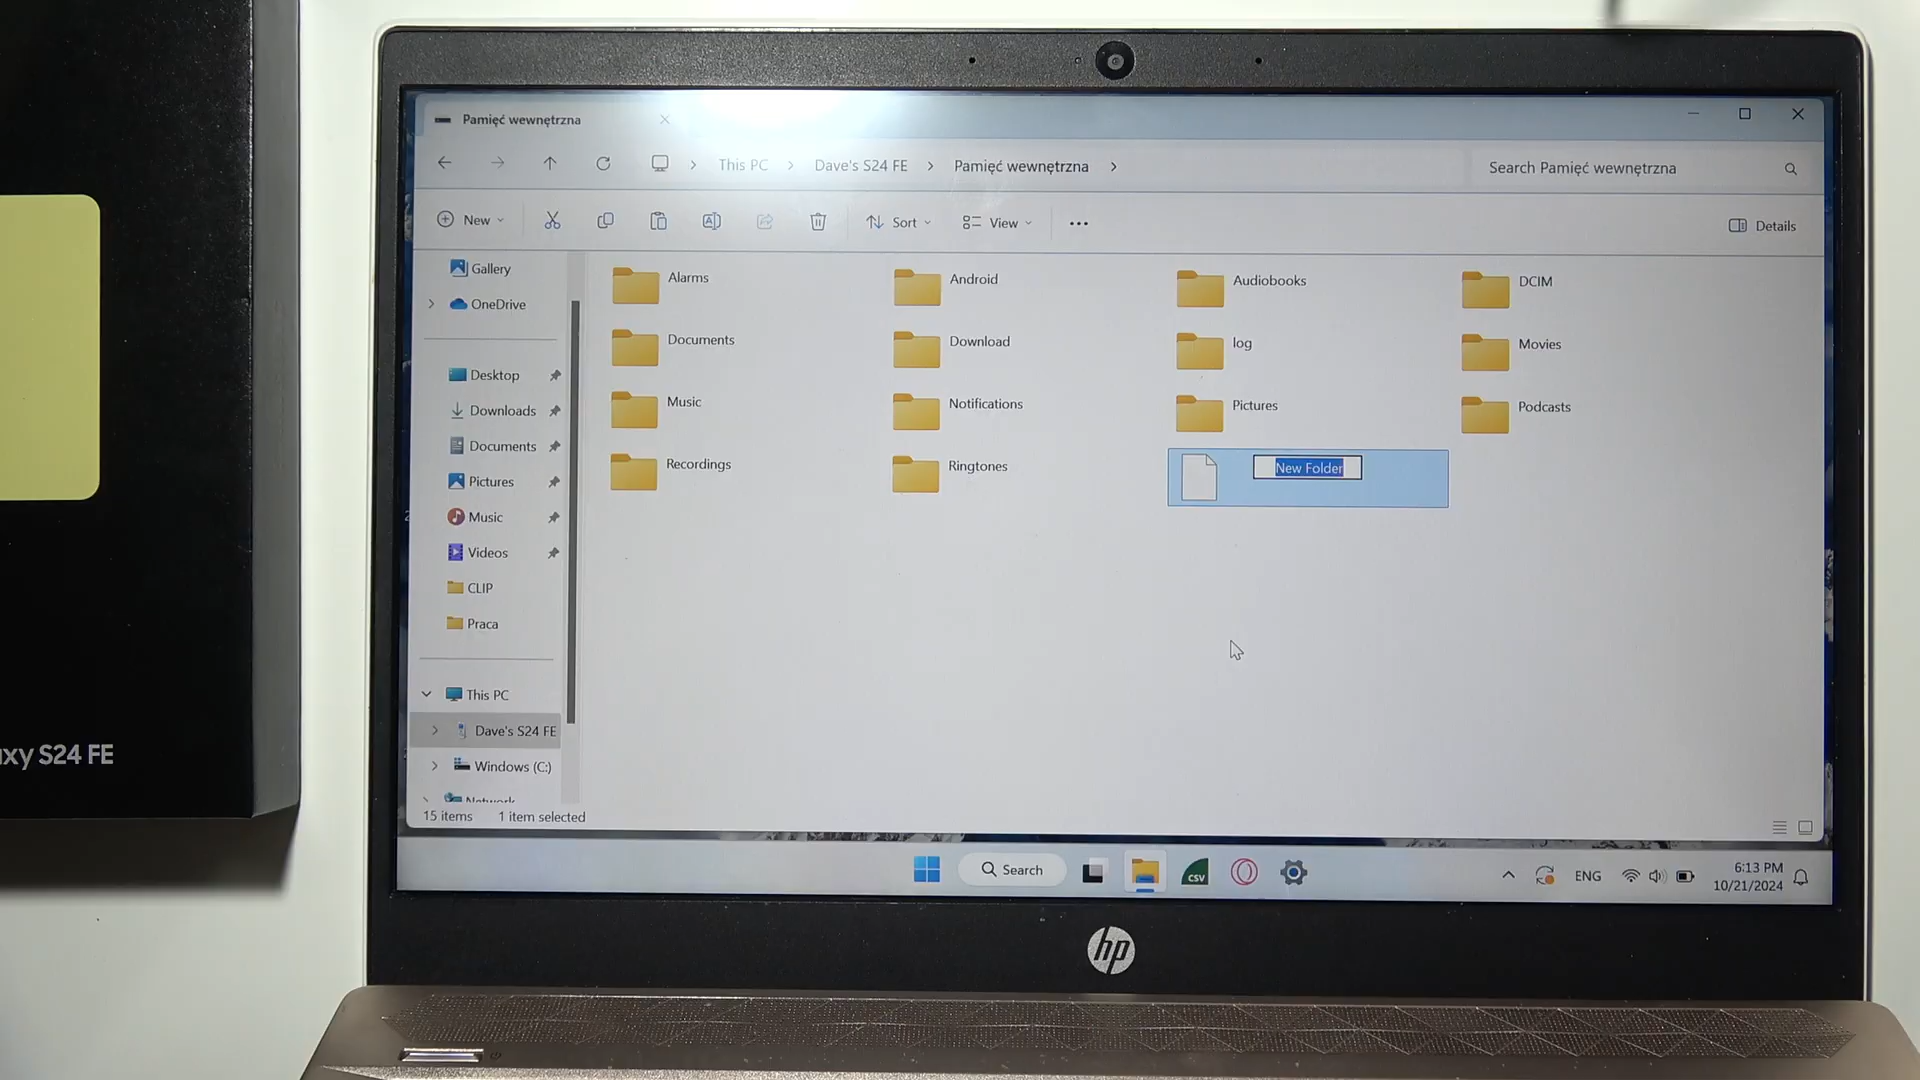 Pamięć wewnętrzna
This PC
Dave's S24 FE
Pamięć wewnętrzna
Search Pamięć wewnętrzna
New
Sort
View
Details
Gallery
OneDrive
Desktop
Downloads
Documents
Pictures
Music
Videos
CLIP
Praca
This PC
Dave's S24 FE
Windows (C:)
Network
15 items
1 item selected
Alarms
Android
Audiobooks
DCIM
Documents
Download
log
Movies
Music
Notifications
Pictures
Podcasts
Recordings
Ringtones
New Folder
Search
CSV
ENG
6:13 PM
10/21/2024
hp
xy S24 FE